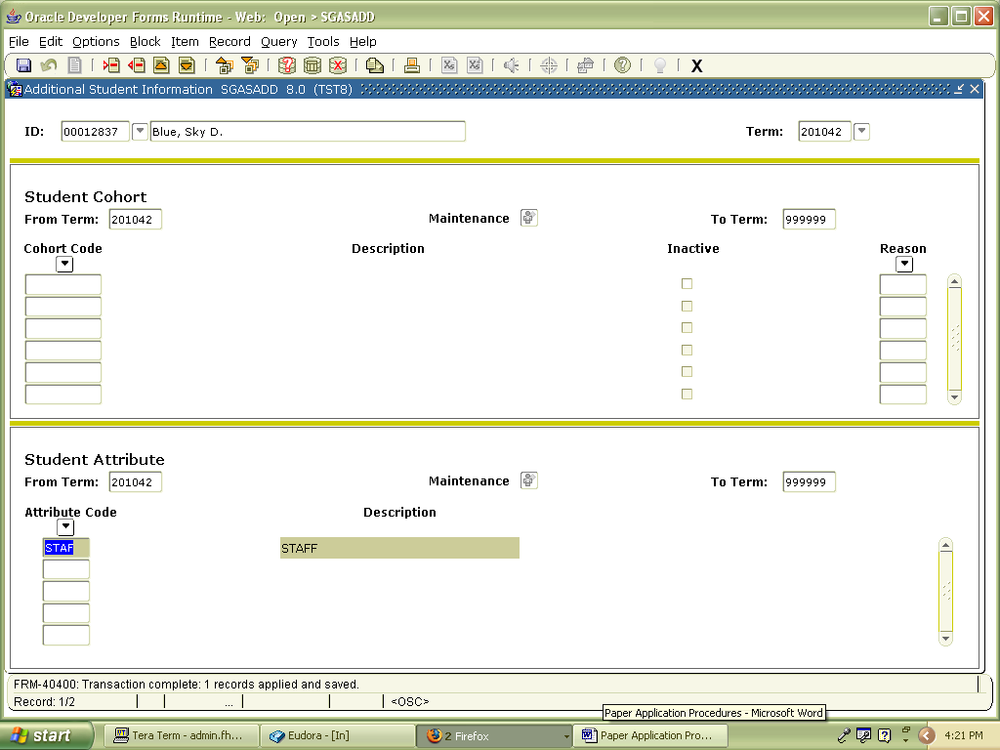 Oracle Developer Forms Runtime - Web: Open > SGASADD
File Edit Options Block Item Record Query Tools Help
X
Additional Student Information SGASADD 8.0 (TST8)
ID: 00012837 Blue, Sky D. Term: 201042
Student Cohort
From Term: 201042 Maintenance To Term: 999999
Cohort Code Description Inactive Reason
Student Attribute
From Term: 201042 Maintenance To Term: 999999
Attribute Code Description
STAF STAFF
FRM-40400: Transaction complete: 1 records applied and saved.
Record: 1/2 ... <OSC>
Paper Application Procedures - Microsoft Word
start Tera Term - admin.fh... Eudora - [In] 2 Firefox Paper Application Pro... 4:21 PM